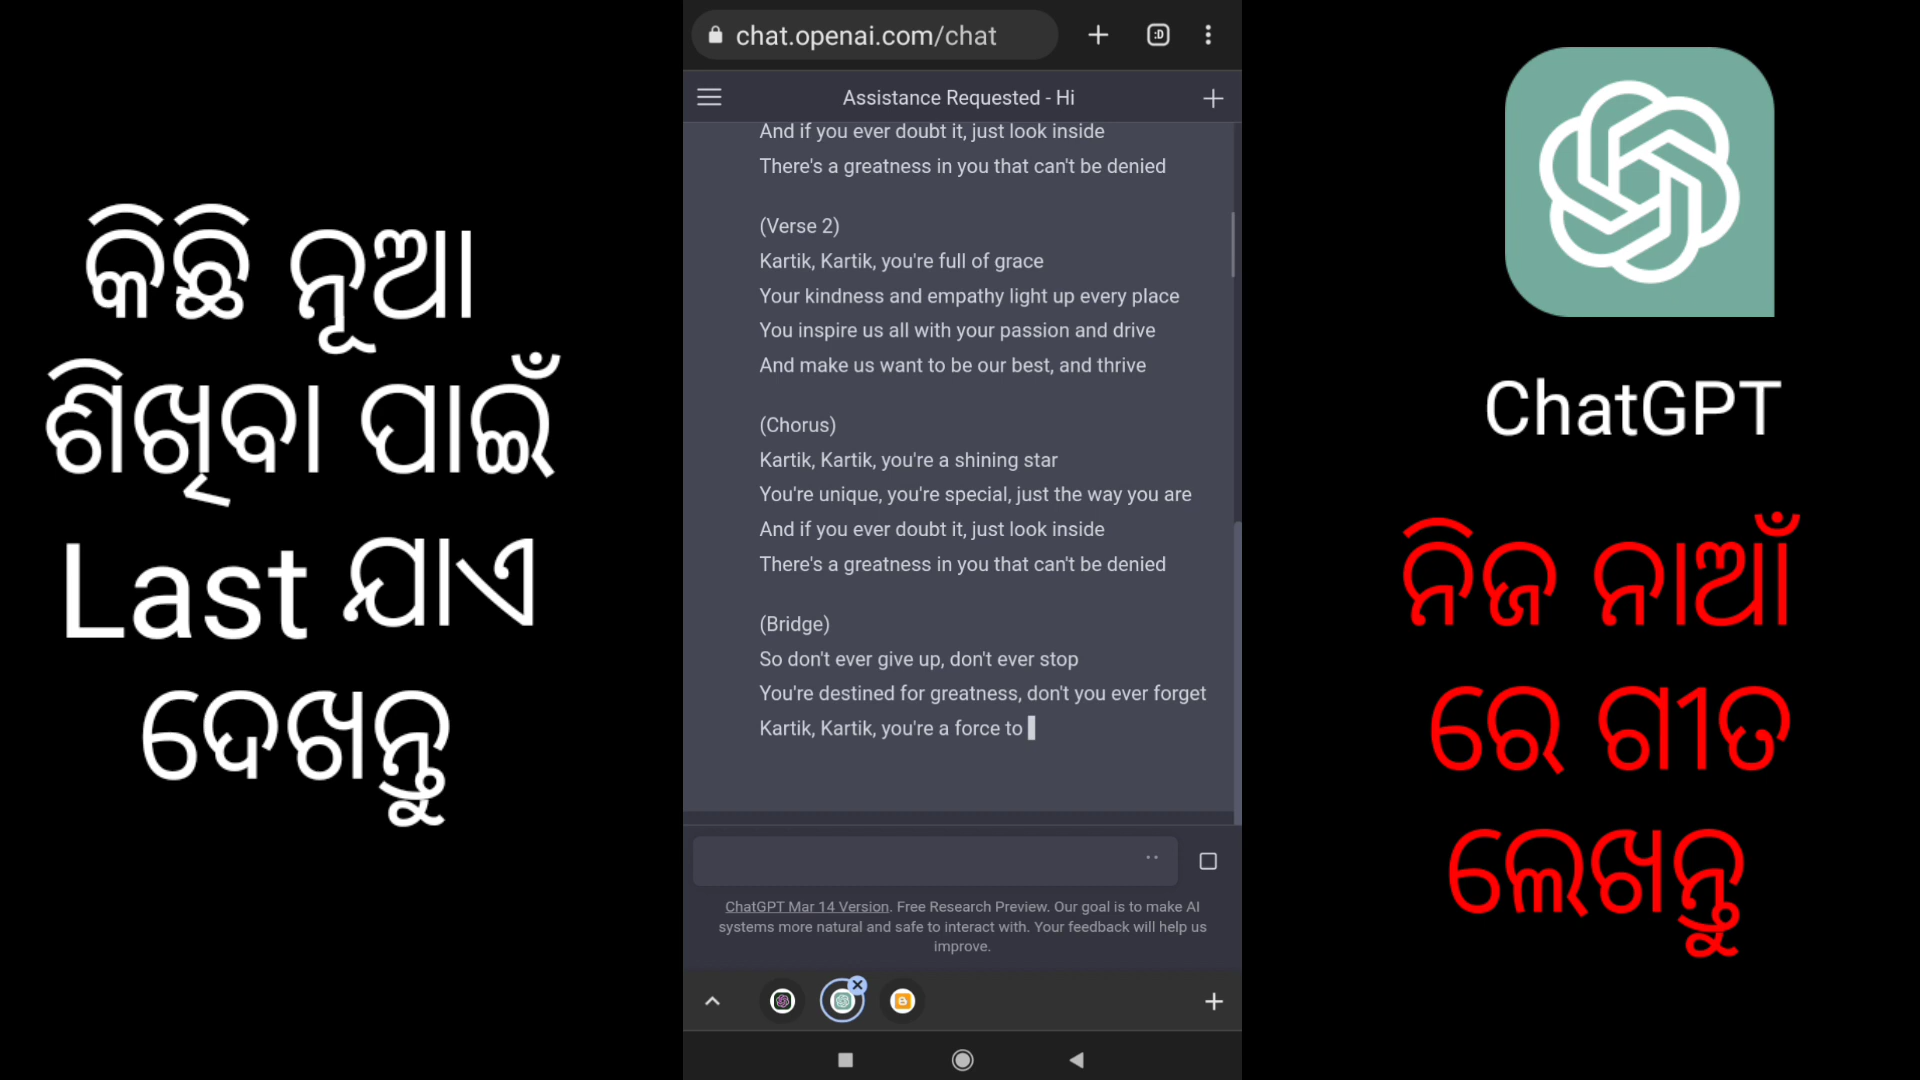 କିଛି ନୂଆ
ଶିଖିବା ପାଇଁ
Last ଯାଏ
ଦେଖନ୍ତୁ
chat.openai.com/chat
:D
Assistance Requested - Hi
And if you ever doubt it, just look inside
There's a greatness in you that can't be denied
(Verse 2)
Kartik, Kartik, you're full of grace
Your kindness and empathy light up every place
You inspire us all with your passion and drive
And make us want to be our best, and thrive
(Chorus)
Kartik, Kartik, you're a shining star
You're unique, you're special, just the way you are
And if you ever doubt it, just look inside
There's a greatness in you that can't be denied
(Bridge)
So don't ever give up, don't ever stop
You're destined for greatness, don't you ever forget
Kartik, Kartik, you're a force to
ChatGPT Mar 14 Version. Free Research Preview. Our goal is to make AI
systems more natural and safe to interact with. Your feedback will help us
improve.
ChatGPT
ନିଜ ନାଆଁ
ରେ ଗୀତ
ଲେଖନ୍ତୁ